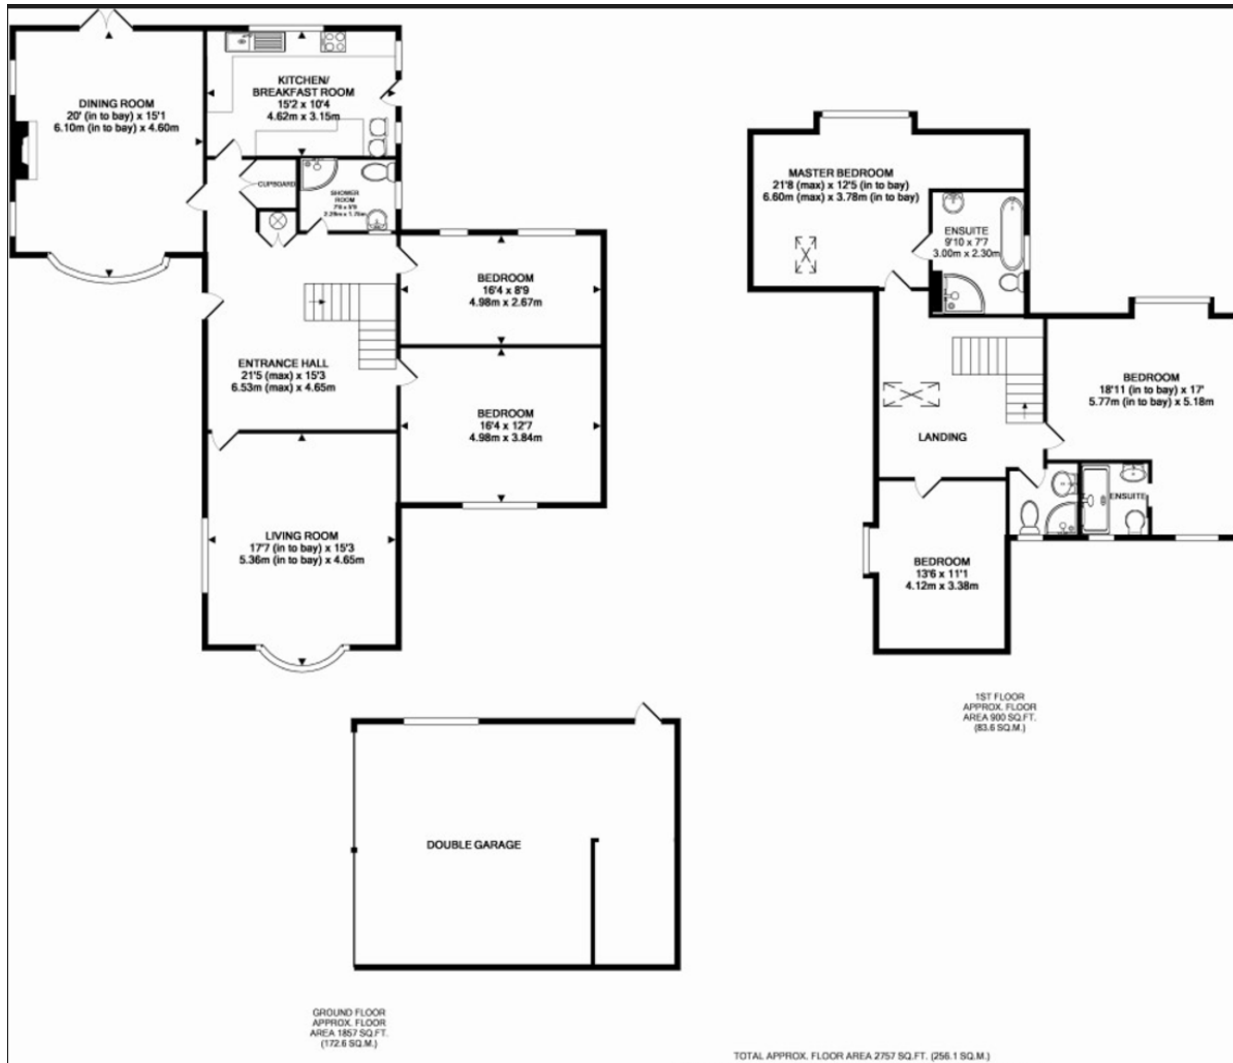 DINING ROOM
20' (in to bay) x 15'1
6.10m (in to bay) x 4.60m
KITCHEN/
BREAKFAST ROOM
15'2 x 10'4
4.62m x 3.15m
CUPBOARD
SHOWER
ROOM
BEDROOM
16'4 x 8'9
4.98m x 2.67m
ENTRANCE HALL
21'5 (max) x 15'3
6.53m (max) x 4.65m
BEDROOM
16'4 x 12'7
4.98m x 3.84m
LIVING ROOM
17'7 (in to bay) x 15'3
5.36m (in to bay) x 4.65m
DOUBLE GARAGE
GROUND FLOOR
APPROX. FLOOR
AREA 1857 SQ.FT.
(172.6 SQ.M.)
MASTER BEDROOM
21'8 (max) x 12'5 (in to bay)
6.60m (max) x 3.78m (in to bay)
ENSUITE
9'10 x 7'7
3.00m x 2.30m
BEDROOM
18'11 (in to bay) x 17'
5.77m (in to bay) x 5.18m
LANDING
ENSUITE
BEDROOM
13'6 x 11'1
4.12m x 3.38m
1ST FLOOR
APPROX. FLOOR
AREA 900 SQ.FT.
(83.6 SQ.M.)
TOTAL APPROX. FLOOR AREA 2757 SQ.FT. (256.1 SQ.M.)